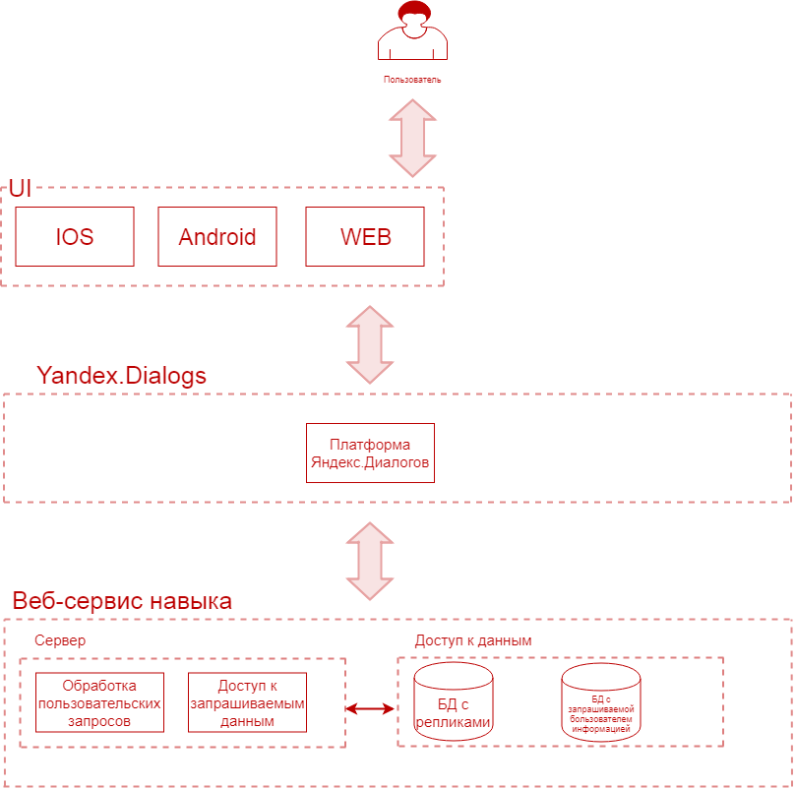 Пользователь
UI
IOS
Android
WEB
Yandex.Dialogs
Платформа
Яндекс.Диалогов
Веб-сервис навыка
Сервер
Обработка
пользовательских
запросов
Доступ к
запрашиваемым
данным
Доступ к данным
БД с
репликами
БД с
запрашиваемой
бользователем
информацией